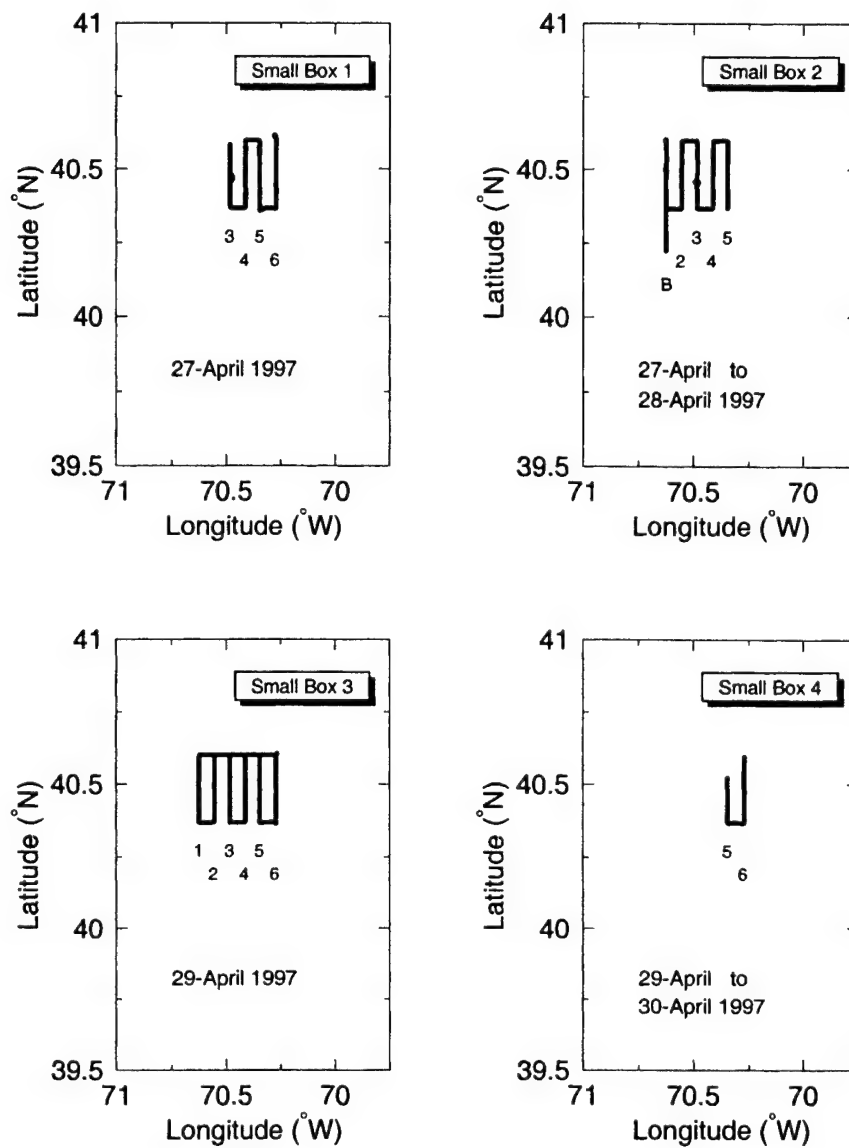 41
Small Box 1
40.5
3 5
4 6
40
27-April 1997
39.5
71 70.5 70
Longitude (°W)
Latitude (°N)
41
Small Box 2
40.5
3 5
2 4
B
40
27-April to
28-April 1997
39.5
71 70.5 70
Longitude (°W)
Latitude (°N)
41
Small Box 3
40.5
1 3 5
2 4 6
40
29-April 1997
39.5
71 70.5 70
Longitude (°W)
Latitude (°N)
41
Small Box 4
40.5
5
6
40
29-April to
30-April 1997
39.5
71 70.5 70
Longitude (°W)
Latitude (°N)